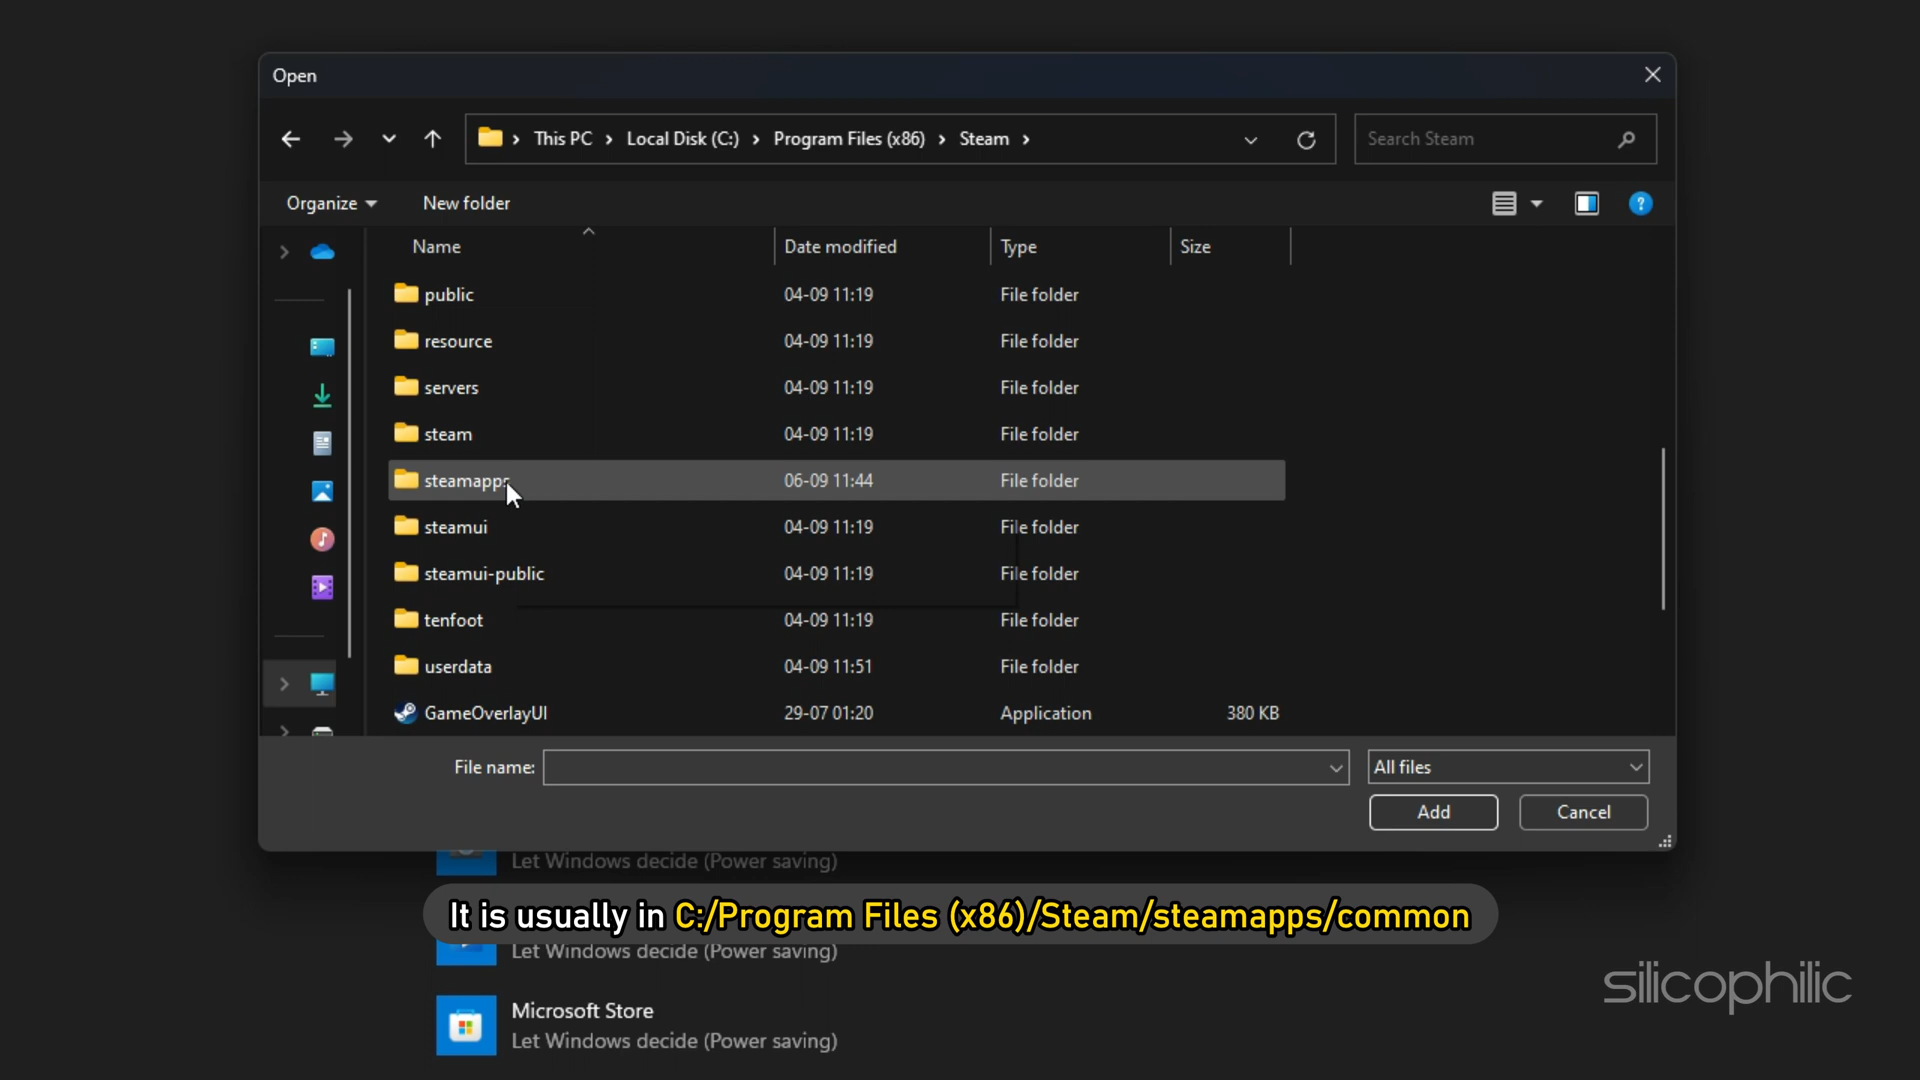 Open
This PC Local Disk (C:) Program Files (x86) Steam
Search Steam
Organize New folder
Name Date modified Type Size
public 04-09 11:19 File folder
resource 04-09 11:19 File folder
servers 04-09 11:19 File folder
steam 04-09 11:19 File folder
steamapps 06-09 11:44 File folder
steamui 04-09 11:19 File folder
steamui-public 04-09 11:19 File folder
tenfoot 04-09 11:19 File folder
userdata 04-09 11:51 File folder
GameOverlayUI 29-07 01:20 Application 380 KB
File name: All files
Add Cancel
Let Windows decide (Power saving)
It is usually in C:/Program Files (x86)/Steam/steamapps/common
Let Windows decide (Power saving)
silicophilic
Microsoft Store
Let Windows decide (Power saving)